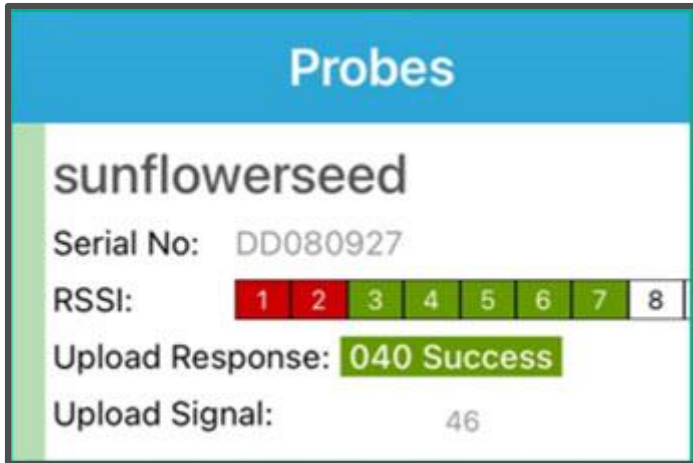 Probes
sunflowerseed
Serial No: DD080927
RSSI: 1 2 3 4 5 6 7 8
Upload Response: 040 Success
Upload Signal: 46